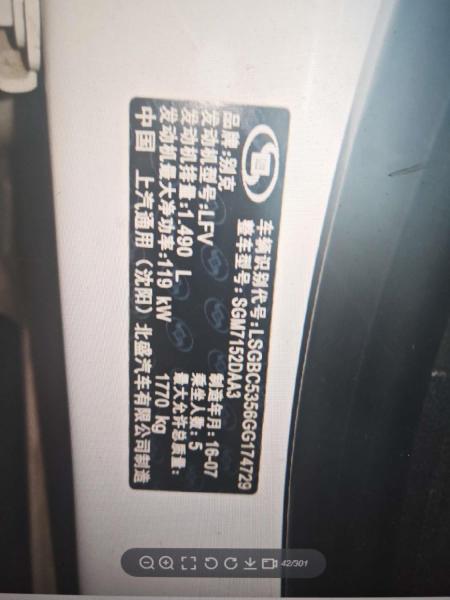 车辆识别代号:LSGBC5356GG174729
整车型号:SGM7152DAA3
品牌:别克
制造年月:16-07
发动机型号:LFV
乘坐人数:5
发动机排量:1.490 L
最大允许总质量:
发动机最大净功率:119 kW
1770 kg
中国 上汽通用(沈阳)北盛汽车有限公司制造
42/301